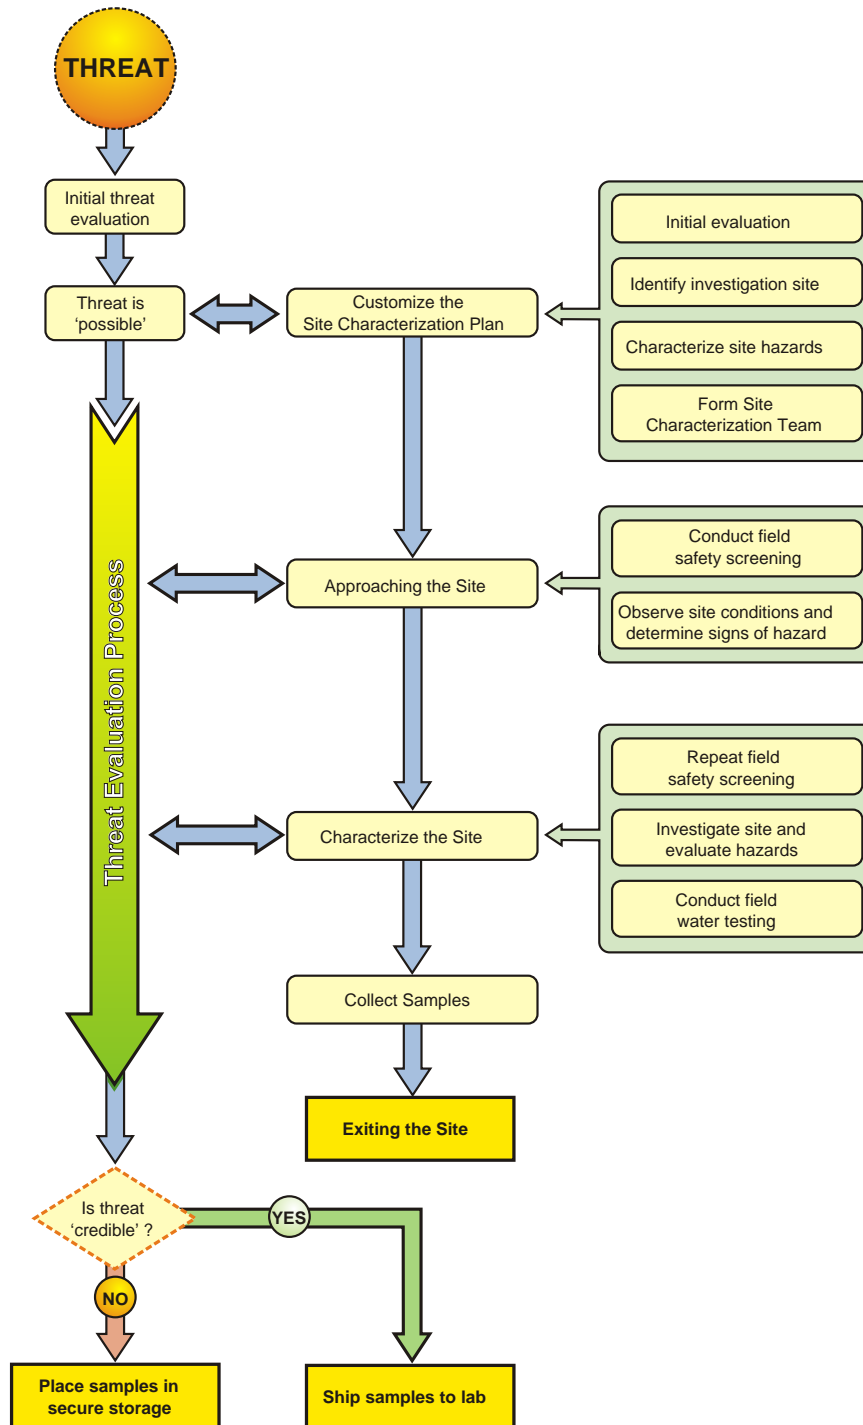 THREAT
Initial threat
evaluation
Threat is
‘possible’
Customize the
Site Characterization Plan
Initial evaluation
Identify investigation site
Characterize site hazards
Form Site
Characterization Team
Threat Evaluation Process
Approaching the Site
Conduct field
safety screening
Observe site conditions and
determine signs of hazard
Characterize the Site
Repeat field
safety screening
Investigate site and
evaluate hazards
Conduct field
water testing
Collect Samples
Exiting the Site
Is threat
‘credible’ ?
YES
NO
Place samples in
secure storage
Ship samples to lab